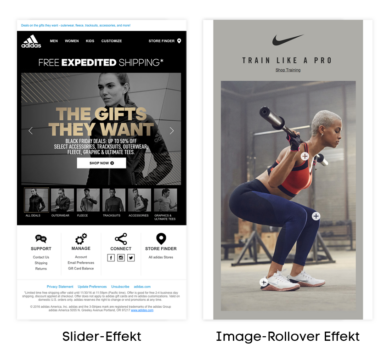 Deals on the gifts they want - outerwear, fleece, tracksuits, accessories, and more!
adidas
MEN WOMEN KIDS CUSTOMIZE STORE FINDER
FREE EXPEDITED SHIPPING*
THE GIFTS
THEY WANT
BLACK FRIDAY DEALS: UP TO 50% OFF
SELECT ACCESSORIES, TRACKSUITS, OUTERWEAR,
FLEECE, GRAPHIC & ULTIMATE TEES.
SHOP NOW
ALL DEALS OUTERWEAR FLEECE TRACKSUITS ACCESSORIES GRAPHICS &
ULTIMATE TEES
SUPPORT MANAGE CONNECT STORE FINDER
Contact Us Account All adidas Stores
Shipping Email Preferences
Returns Gift Card Balance
Privacy Statement Update Preferences Unsubscribe adidas.com
TRAIN LIKE A PRO
Shop Training
Slider-Effekt
Image-Rollover Effekt